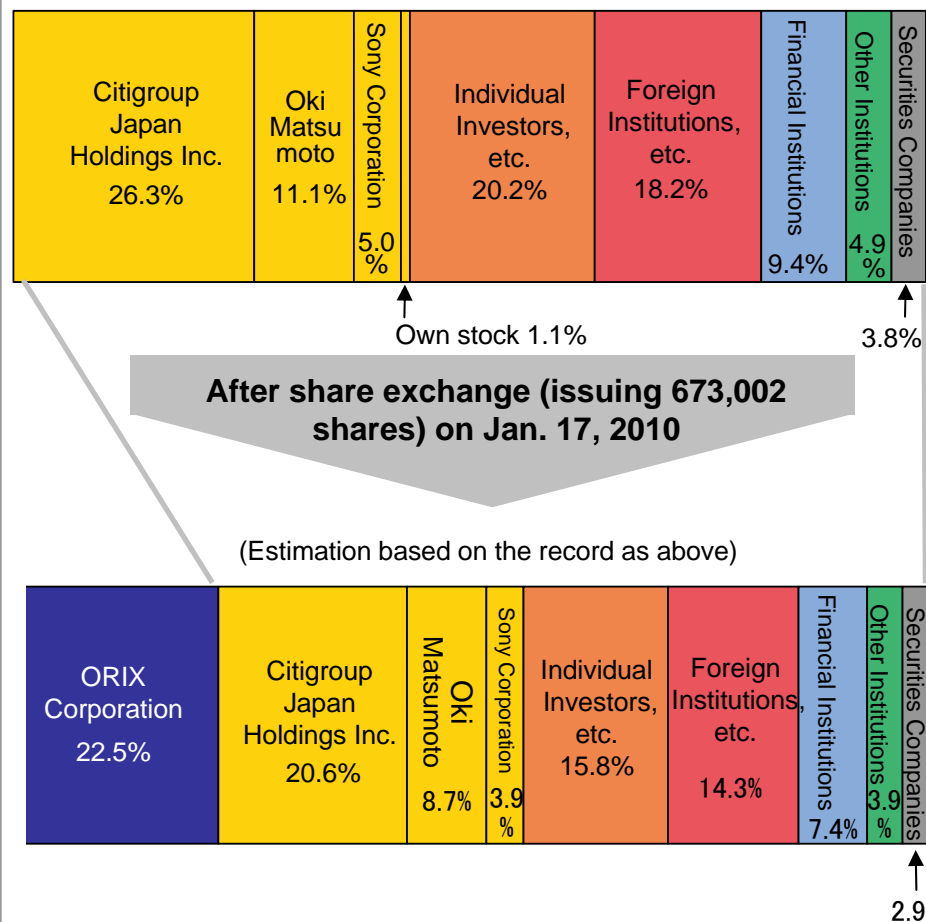 Citigroup
Japan
Holdings Inc.
26.3%
Oki
Matsu
moto
11.1%
Sony Corporation
5.0
%
Individual
Investors,
etc.
20.2%
Foreign
Institutions,
etc.
18.2%
Financial Institutions
9.4%
Other Institutions
4.9
%
Securities Companies
Own stock 1.1%
3.8%
After share exchange (issuing 673,002
shares) on Jan. 17, 2010
(Estimation based on the record as above)
ORIX
Corporation
22.5%
Citigroup
Japan
Holdings Inc.
20.6%
Oki
Matsumoto
8.7%
Sony Corporation
3.9
%
Individual
Investors,
etc.
15.8%
Foreign
Institutions,
etc.
14.3%
Financial Institutions
7.4%
Other Institutions
3.9
%
Securities Companies
2.9